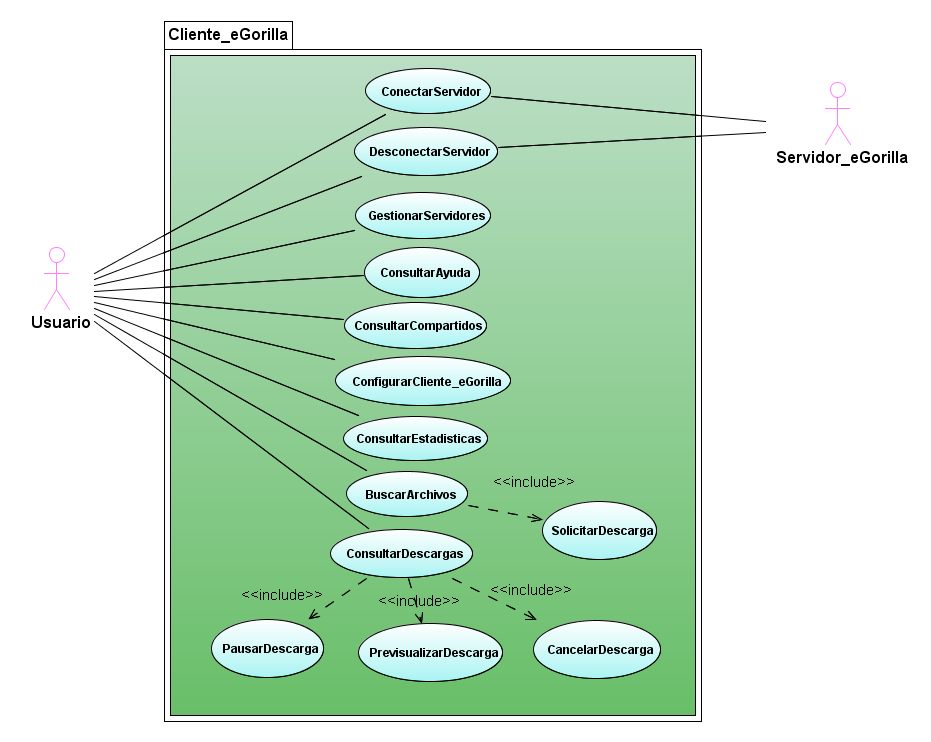 Cliente_eGorilla
ConectarServidor
Servidor_eGorilla
DesconectarServidor
GestionarServidores
ConsultarAyuda
Usuario
ConsultarCompartidos
ConfigurarCliente_eGorilla
ConsultarEstadisticas
BuscarArchivos
<<include>>
SolicitarDescarga
ConsultarDescargas
<<include>>
<<include>>
<<include>>
PausarDescarga
PrevisualizarDescarga
CancelarDescarga